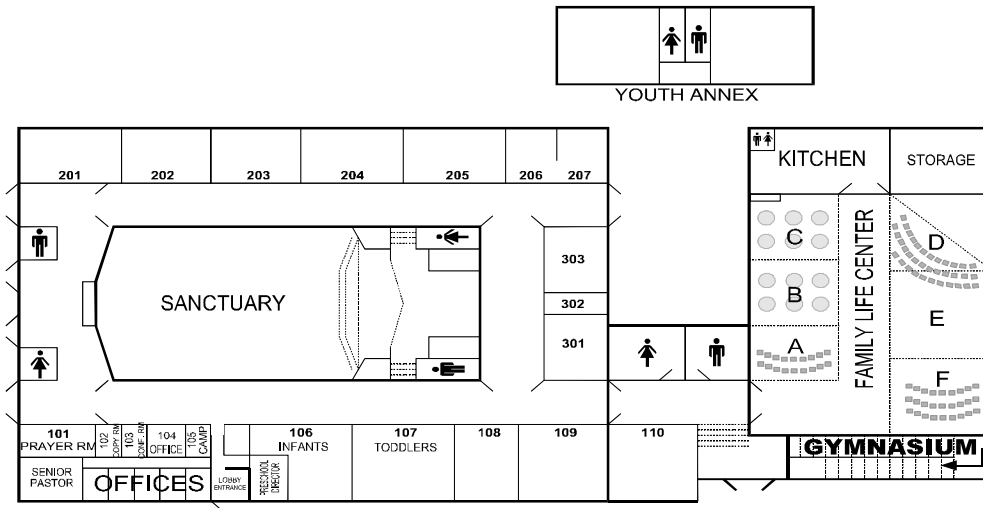 YOUTH ANNEX
201
202
203
204
205
206
207
KITCHEN
STORAGE
SANCTUARY
303
302
301
C
B
A
D
E
F
FAMILY LIFE CENTER
101
PRAYER RM
102
COPY RM
103
CONF. RM
104
OFFICE
105
CAMP
106
INFANTS
107
TODDLERS
108
109
110
SENIOR
PASTOR
OFFICES
LOBBY
ENTRANCE
PRESCHOOL
DIRECTOR
GYMNASIUM